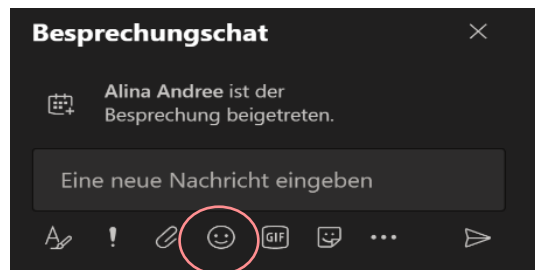 Besprechungschat
Alina Andree ist der
Besprechung beigetreten.
Eine neue Nachricht eingeben
GIF